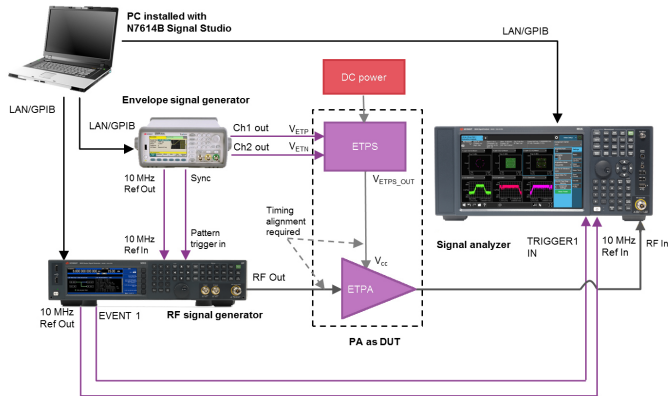 PC installed with
N7614B Signal Studio
LAN/GPIB
DC power
LAN/GPIB
Envelope signal generator
LAN/GPIB
Ch1 out
VETP
Ch2 out
VETN
ETPS
10 MHz
Ref Out
Sync
VETPS_OUT
Timing
alignment
required
10 MHz
Ref In
Pattern
trigger in
Signal analyzer
TRIGGER1
IN
10 MHz
Ref In
RF In
Vcc
RF Out
ETPA
10 MHz
Ref Out
EVENT 1
RF signal generator
PA as DUT